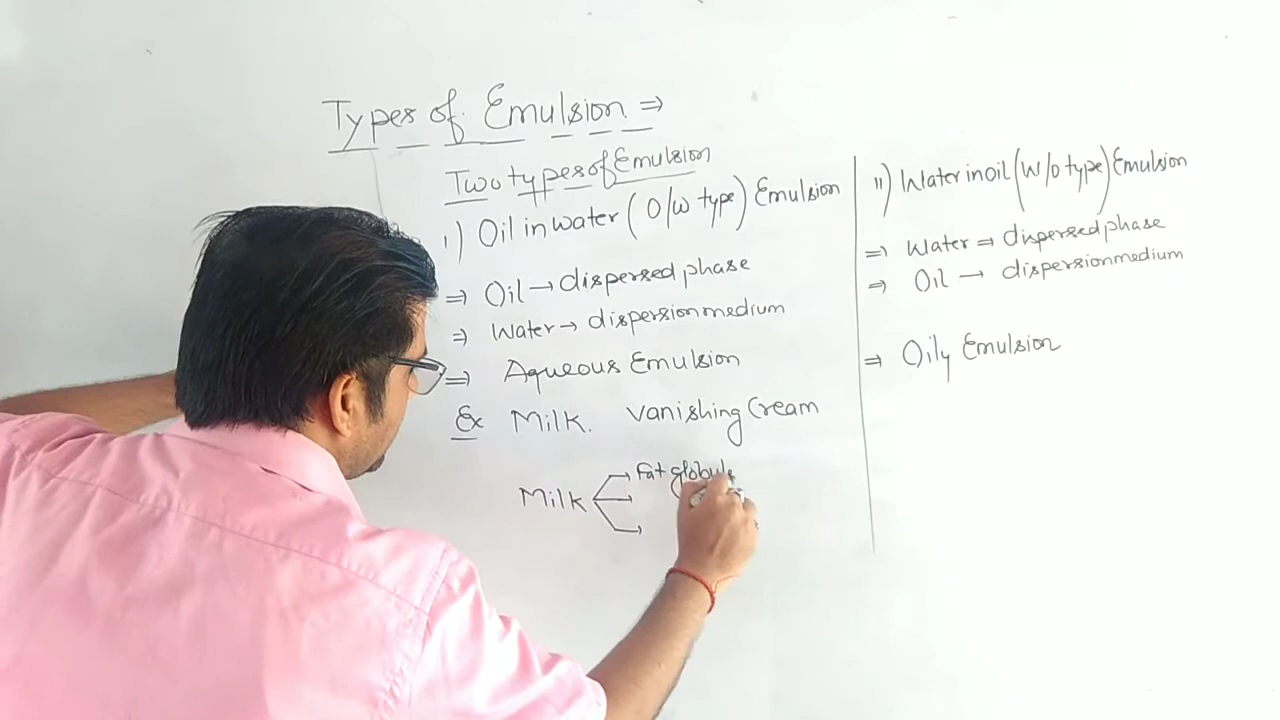 Types of Emulsion ⇒
Two types of Emulsion
i) Oil in water (O/W type) Emulsion
⇒ Oil → dispersed phase
⇒ Water → dispersion medium
⇒ Aqueous Emulsion
Ex Milk. Vanishing Cream
Milk → Fat globule
ii) Water in oil (W/o type) Emulsion
⇒ Water ⇒ dispersed phase
⇒ Oil → dispersion medium
⇒ Oily Emulsion